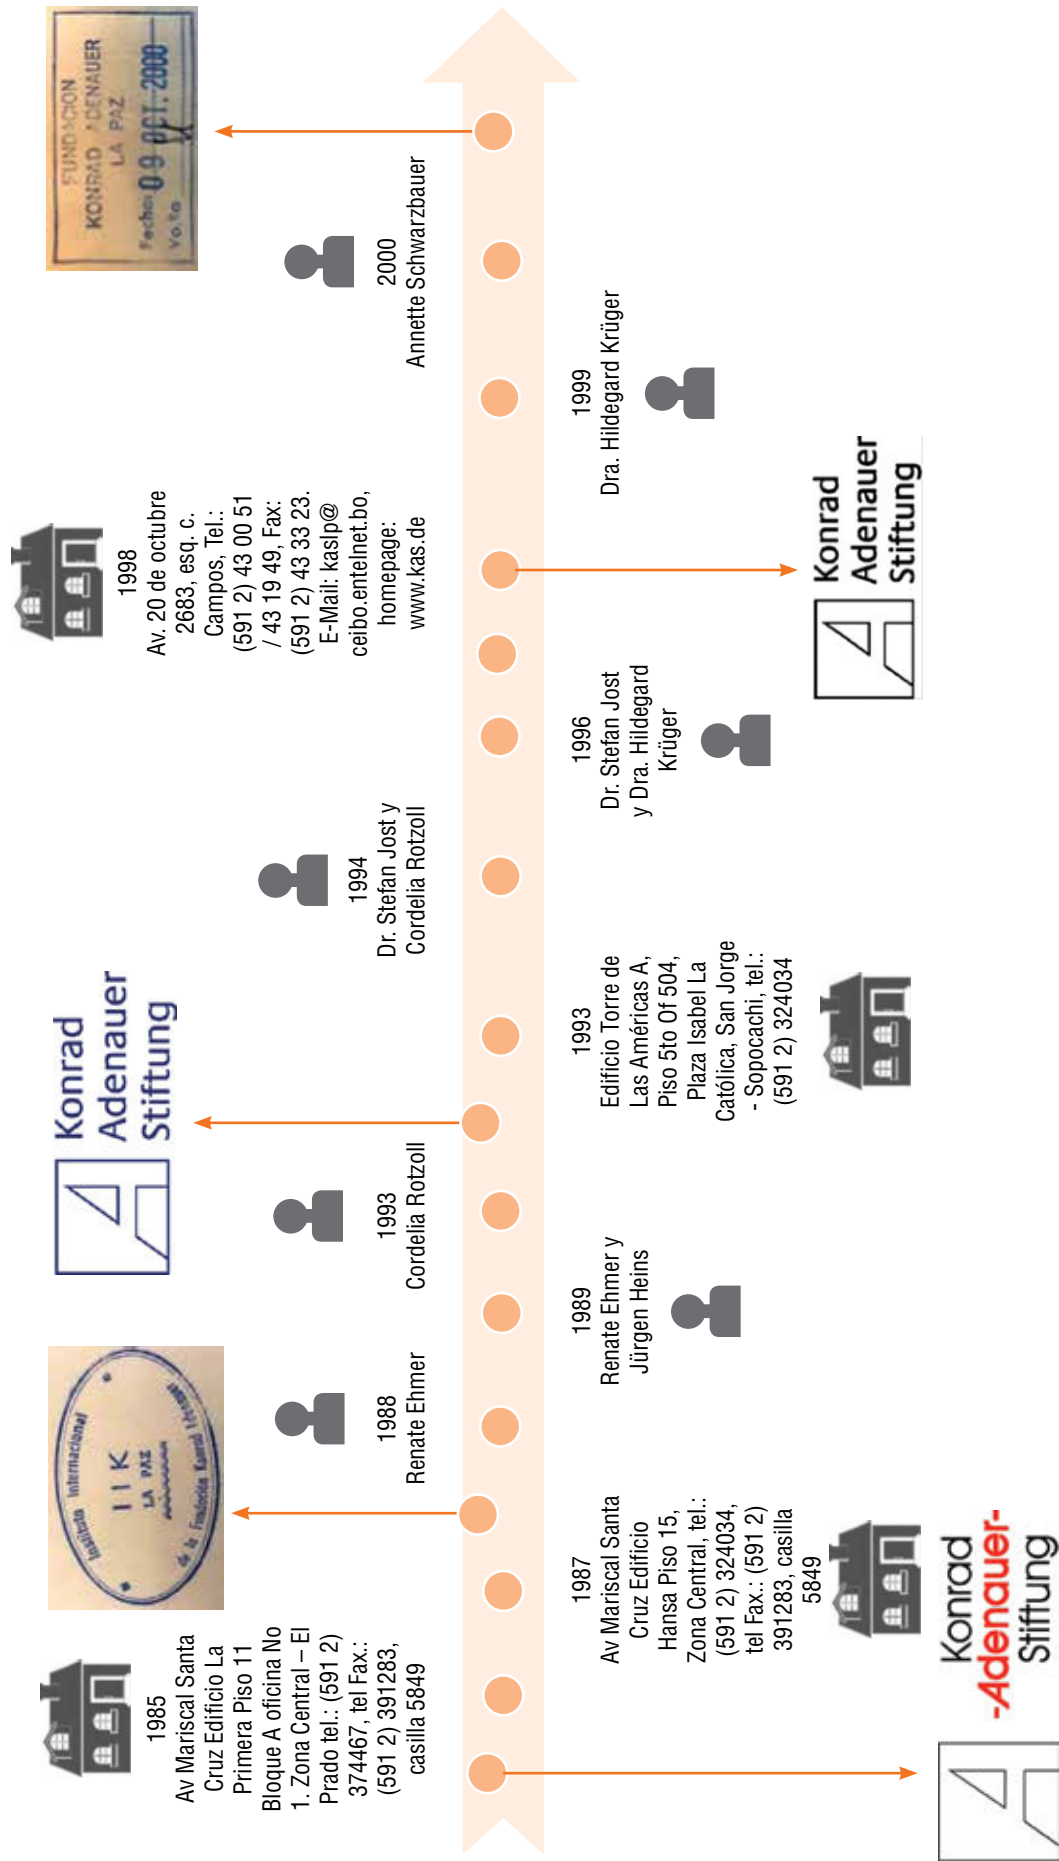 Konrad
-Adenauer-
Stiftung
1985
Av Mariscal Santa
Cruz Edificio La
Primera Piso 11
Bloque A oficina No
1. Zona Central – El
Prado tel.: (591 2)
374467, tel Fax.:
(591 2) 391283,
casilla 5849
1987
Av Mariscal Santa
Cruz Edificio
Hansa Piso 15,
Zona Central, tel.:
(591 2) 324034,
tel Fax.: (591 2)
391283, casilla
5849
Instituto Internacional
I I K
LA PAZ
de la Fundación Konrad Adenauer
1988
Renate Ehmer
1989
Renate Ehmer y
Jürgen Heins
1993
Cordelia Rotzoll
Konrad
Adenauer
Stiftung
1993
Edificio Torre de
Las Américas A,
Piso 5to Of 504,
Plaza Isabel La
Católica, San Jorge
- Sopocachi, tel.:
(591 2) 324034
1994
Dr. Stefan Jost y
Cordelia Rotzoll
1996
Dr. Stefan Jost
y Dra. Hildegard
Krüger
1998
Av. 20 de octubre
2683, esq. c.
Campos, Tel.:
(591 2) 43 00 51
/ 43 19 49, Fax:
(591 2) 43 33 23.
E-Mail: kaslp@
ceibo.entelnet.bo,
homepage:
www.kas.de
Konrad
Adenauer
Stiftung
1999
Dra. Hildegard Krüger
2000
Annette Schwarzbauer
FUNDACION
KONRAD ADENAUER
LA PAZ
Fecha: 09 OCT. 2000
Vo.Bo